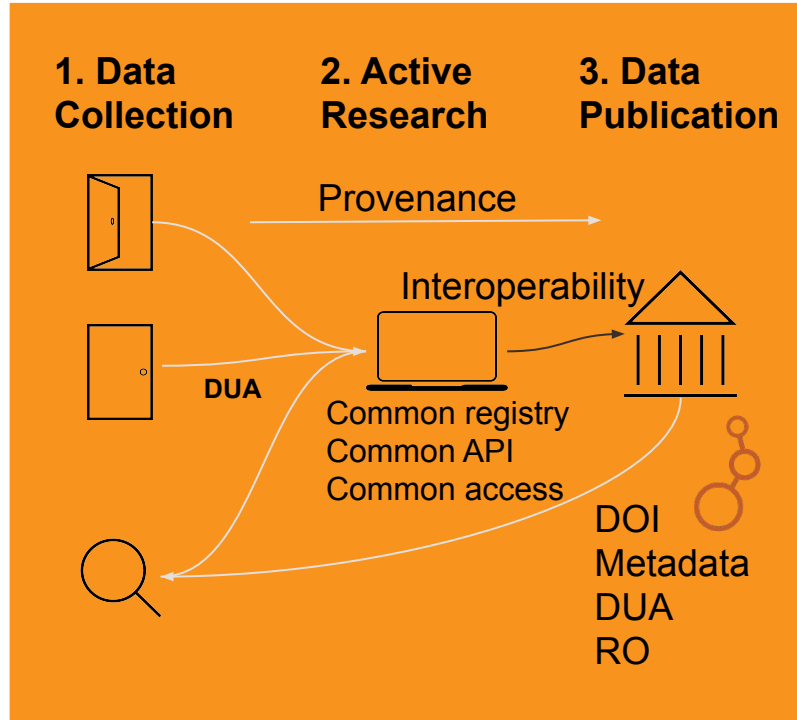 1. Data
Collection
2. Active
Research
3. Data
Publication
Provenance
Interoperability
DUA
Common registry
Common API
Common access
DOI
Metadata
DUA
RO